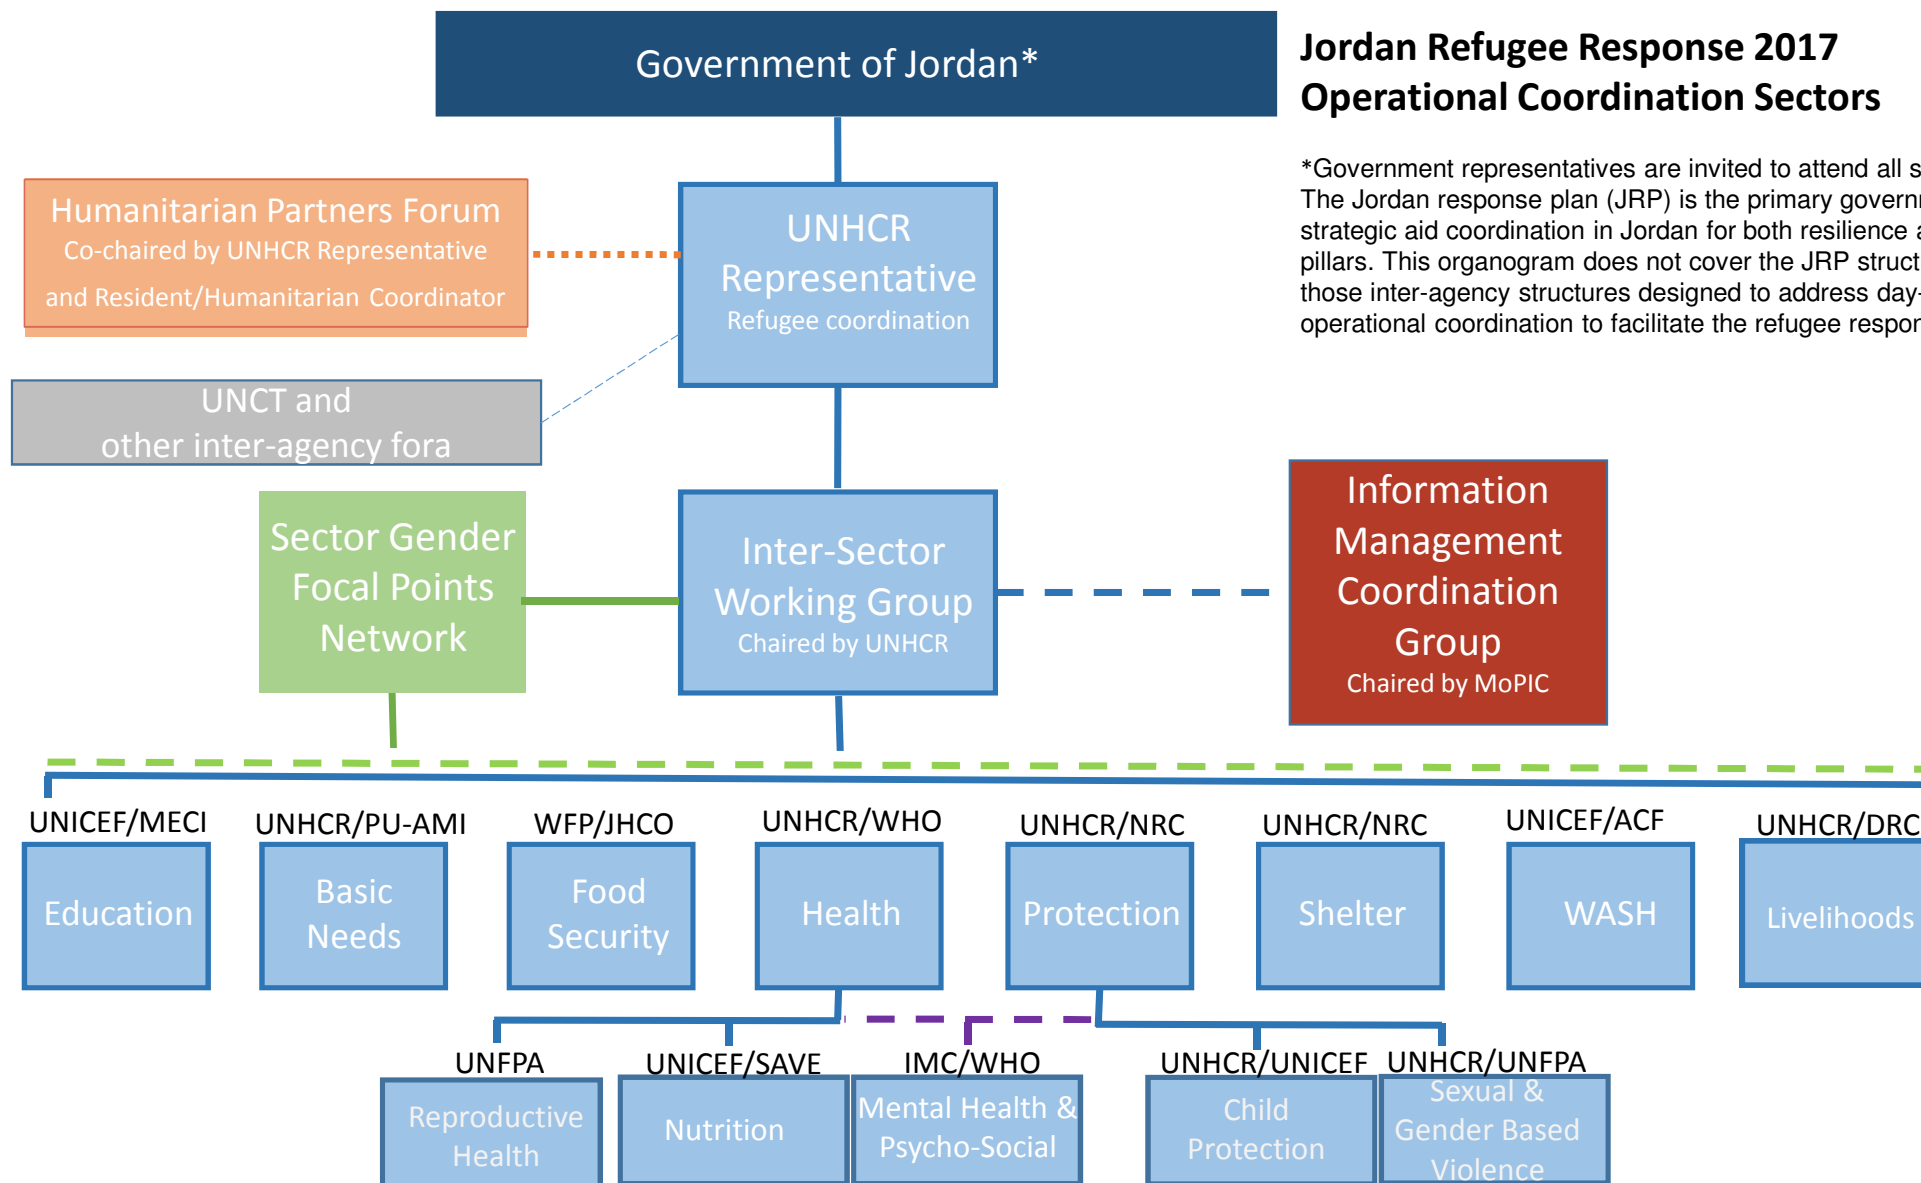 Government of Jordan*
Jordan Refugee Response 2017
Operational Coordination Sectors
*Government representatives are invited to attend all
The Jordan response plan (JRP) is the primary
strategic aid coordination in Jordan for both resilience
pillars. This organogram does not cover the JRP
those inter-agency structures designed to address
operational coordination to facilitate the refugee
Humanitarian Partners Forum
Co-chaired by UNHCR Representative
and Resident/Humanitarian Coordinator
UNHCR
Representative
Refugee coordination
UNCT and
other inter-agency fora
Sector Gender
Focal Points
Network
Inter-Sector
Working Group
Chaired by UNHCR
Information
Management
Coordination
Group
Chaired by MoPIC
UNICEF/MECI
Education
UNHCR/PU-AMI
Basic
Needs
WFP/JHCO
Food
Security
UNHCR/WHO
Health
UNHCR/NRC
Protection
UNHCR/NRC
Shelter
UNICEF/ACF
WASH
UNHCR/DRC
Livelihoods
UNFPA
Reproductive
Health
UNICEF/SAVE
Nutrition
IMC/WHO
Mental Health &
Psycho-Social
UNHCR/UNICEF
Child
Protection
UNHCR/UNFPA
Sexual &
Gender Based
Violence